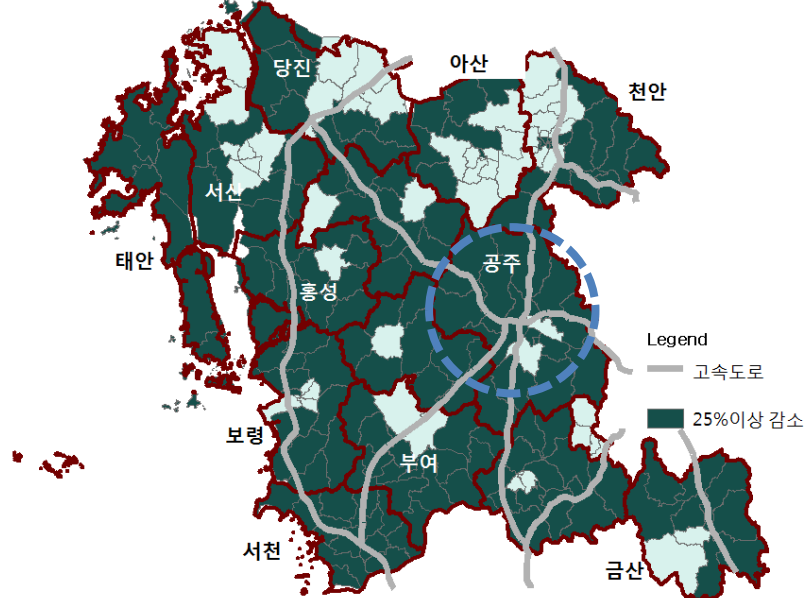 아산
당진
천안
서산
태안
공주
홍성
Legend
고속도로
25%이상 감소
보령
부여
서천
금산